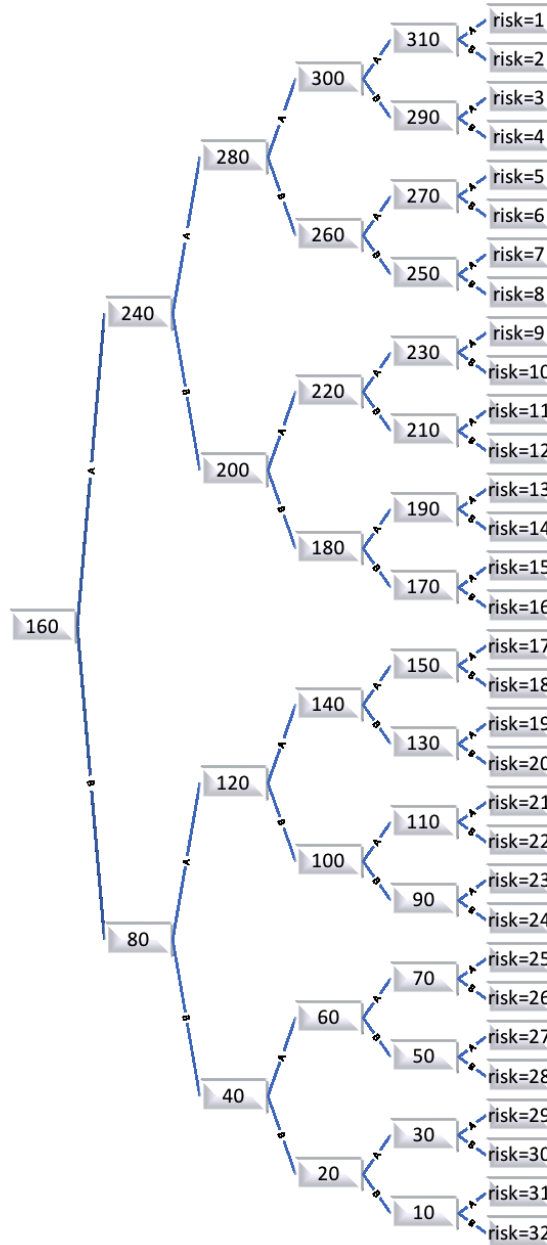 risk=1
310
A
B
risk=2
300
A
B
risk=3
290
A
B
risk=4
280
A
B
risk=5
270
A
B
risk=6
260
A
B
risk=7
250
A
B
risk=8
240
A
B
risk=9
230
A
B
risk=10
220
A
B
risk=11
210
A
B
risk=12
200
A
B
risk=13
190
A
B
risk=14
180
A
B
risk=15
170
A
B
risk=16
160
A
B
risk=17
150
A
B
risk=18
140
A
B
risk=19
130
A
B
risk=20
120
A
B
risk=21
110
A
B
risk=22
100
A
B
risk=23
90
A
B
risk=24
80
A
B
risk=25
70
A
B
risk=26
60
A
B
risk=27
50
A
B
risk=28
40
A
B
risk=29
30
A
B
risk=30
20
A
B
risk=31
10
A
B
risk=32